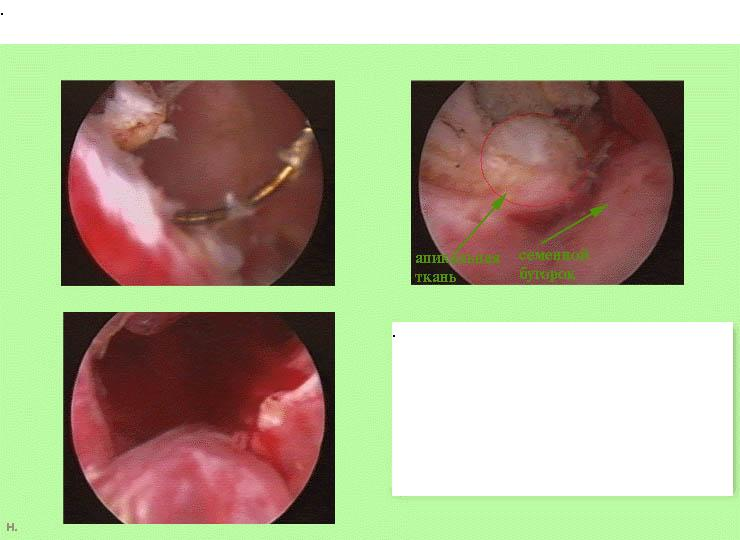 .
апикальная
ткань
семенной
бугорок
.
н.